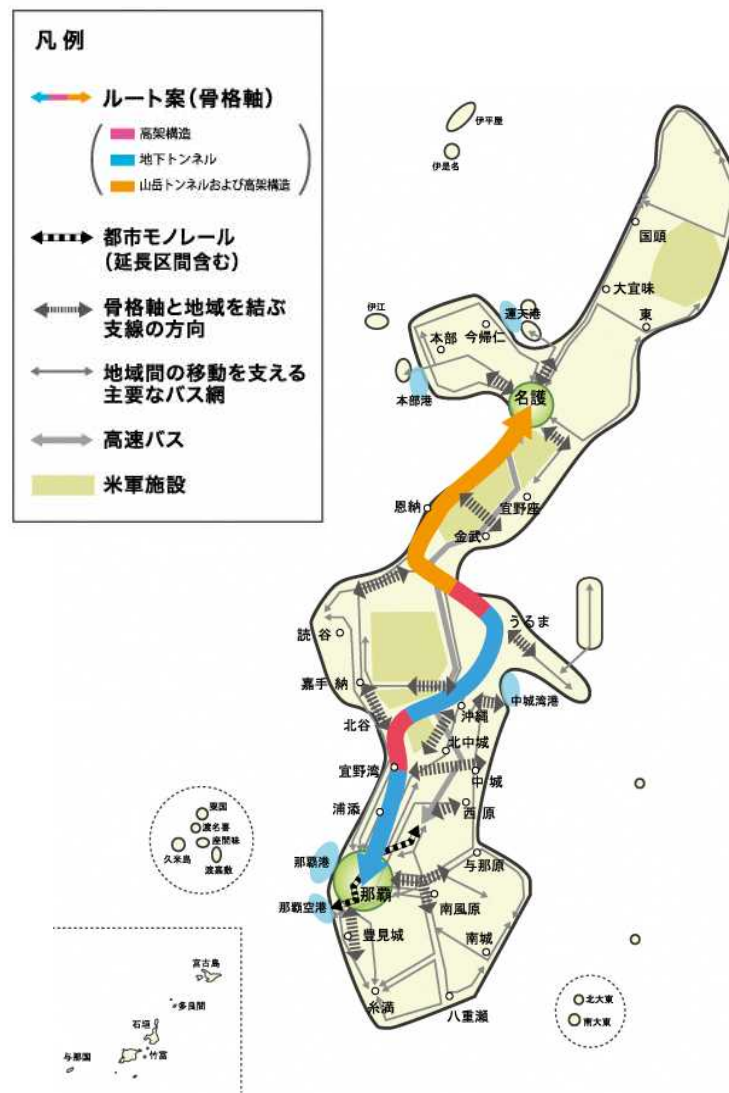 凡例
ルート案(骨格軸)
高架構造
地下トンネル
山岳トンネルおよび高架構造
都市モノレール
(延長区間含む)
骨格軸と地域を結ぶ
支線の方向
地域間の移動を支える
主要なバス網
高速バス
米軍施設
伊平屋
伊是名
国頭
大宜味
東
伊江
運天港
今帰仁
本部
本部港
名護
恩納
宜野座
金武
うるま
読谷
嘉手納
中城湾港
沖縄
北谷
北中城
宜野湾
中城
西原
浦添
粟国
渡名喜
座間味
久米島
渡嘉敷
那覇港
与那原
那覇
那覇空港
南風原
豊見城
南城
糸満
八重瀬
北大東
南大東
宮古島
多良間
石垣
竹富
与那国